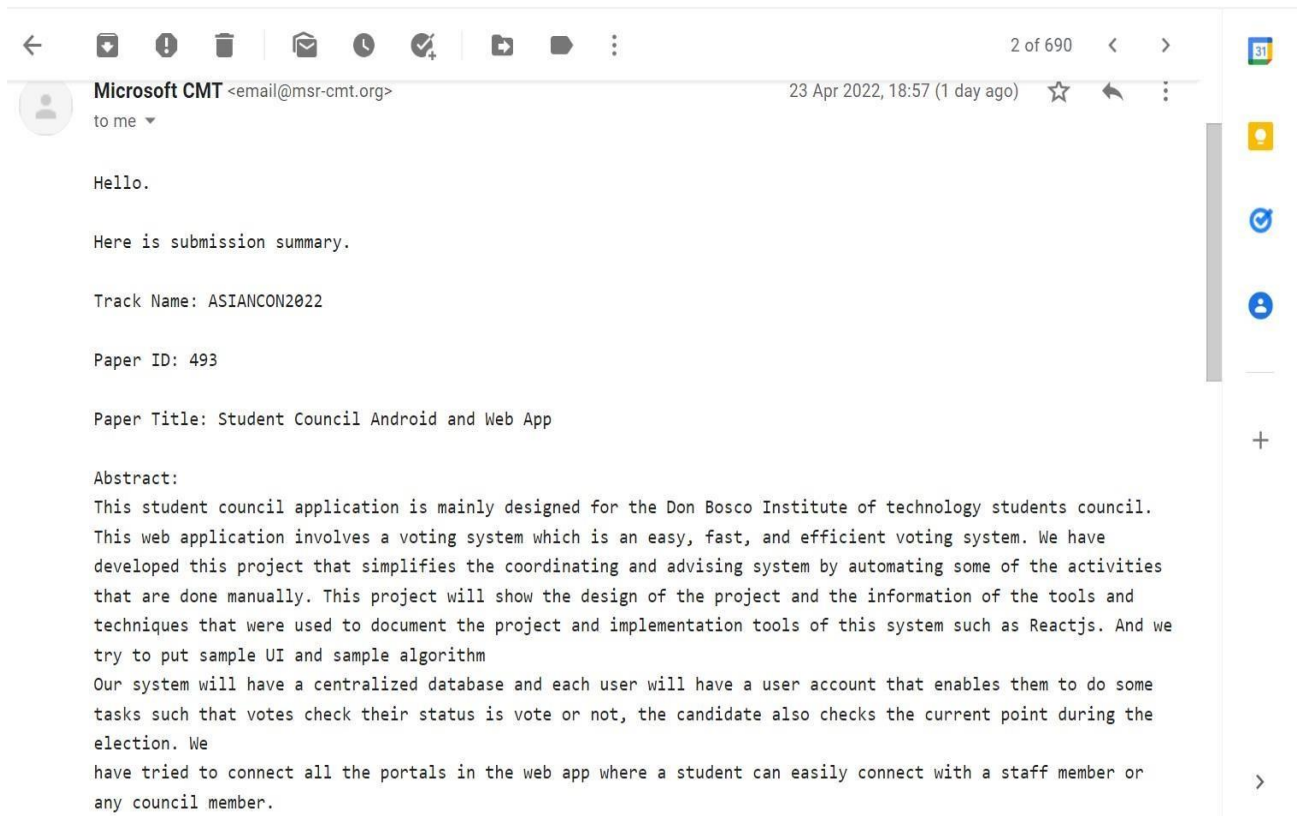 2 of 690
31
Microsoft CMT <email@msr-cmt.org>
23 Apr 2022, 18:57 (1 day ago)
to me
Hello.
Here is submission summary.
Track Name: ASIANCON2022
Paper ID: 493
Paper Title: Student Council Android and Web App
Abstract:
This student council application is mainly designed for the Don Bosco Institute of technology students council.
This web application involves a voting system which is an easy, fast, and efficient voting system. We have
developed this project that simplifies the coordinating and advising system by automating some of the activities
that are done manually. This project will show the design of the project and the information of the tools and
techniques that were used to document the project and implementation tools of this system such as Reactjs. And we
try to put sample UI and sample algorithm
Our system will have a centralized database and each user will have a user account that enables them to do some
tasks such that votes check their status is vote or not, the candidate also checks the current point during the
election. We
have tried to connect all the portals in the web app where a student can easily connect with a staff member or
any council member.